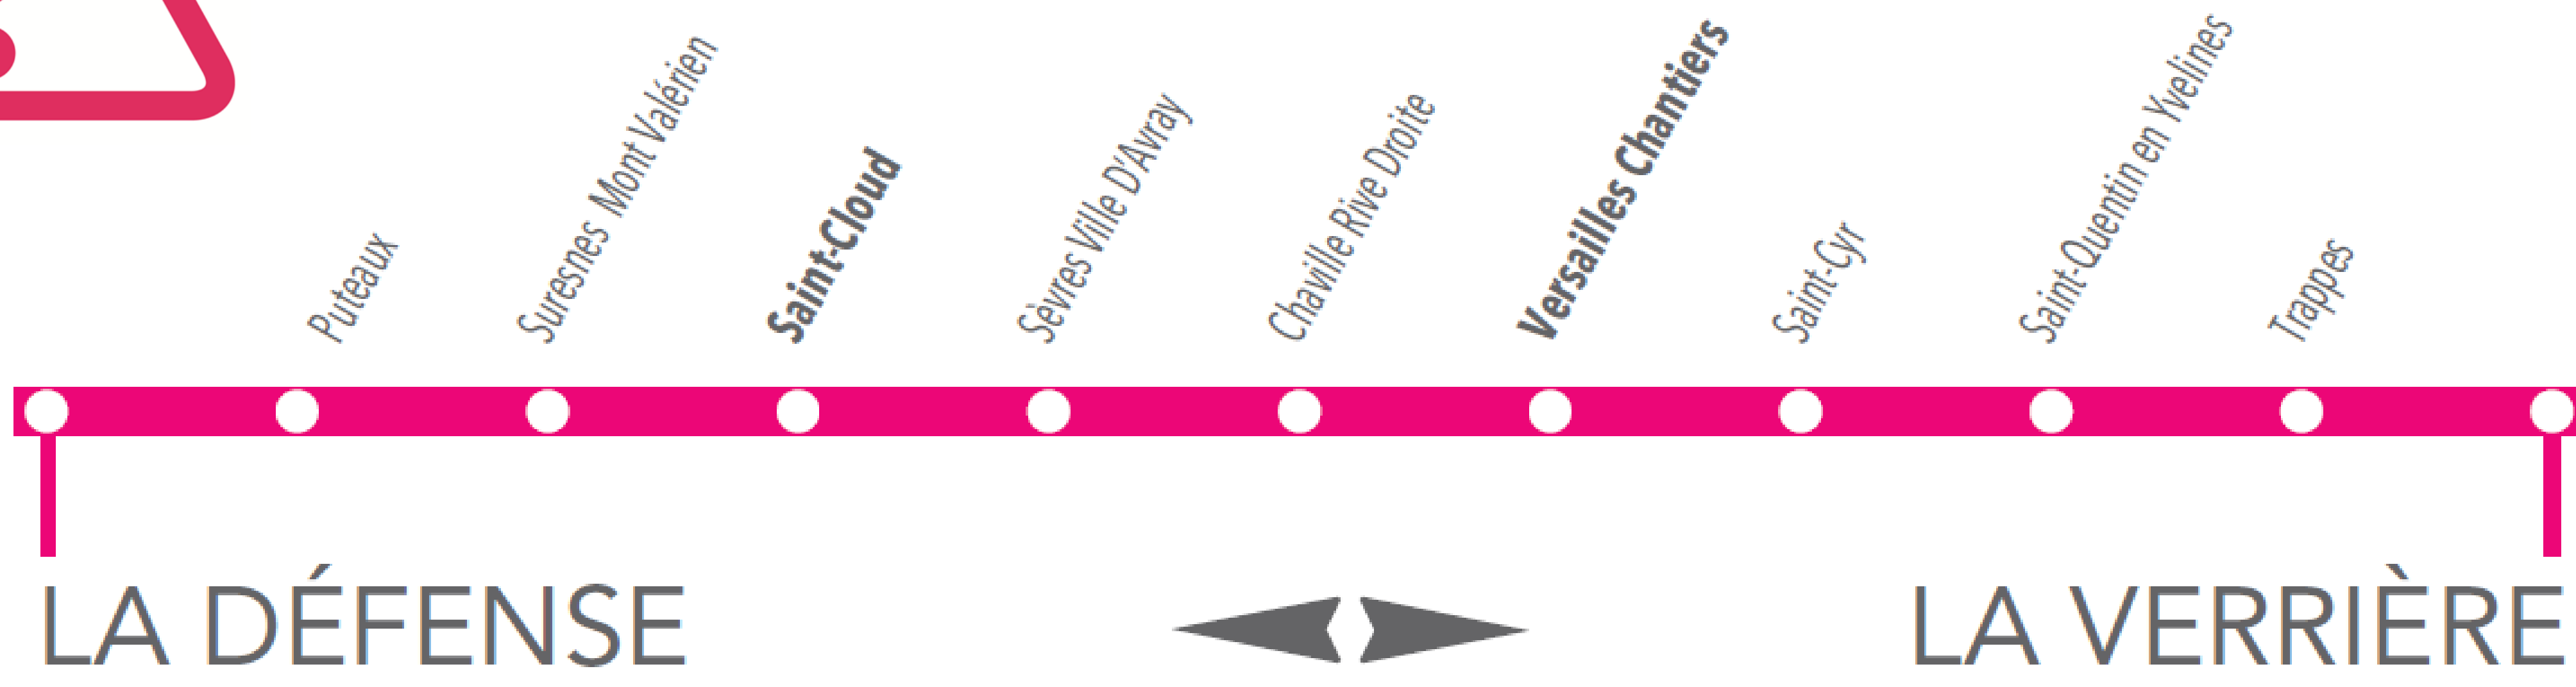 Puteaux
Suresnes Mont Valérien
Saint-Cloud
Sèvres Ville D'Avray
Chaville Rive Droite
Versailles Chantiers
Saint-Cyr
Saint-Quentin en Yvelines
Trappes
LA DÉFENSE
LA VERRIÈRE